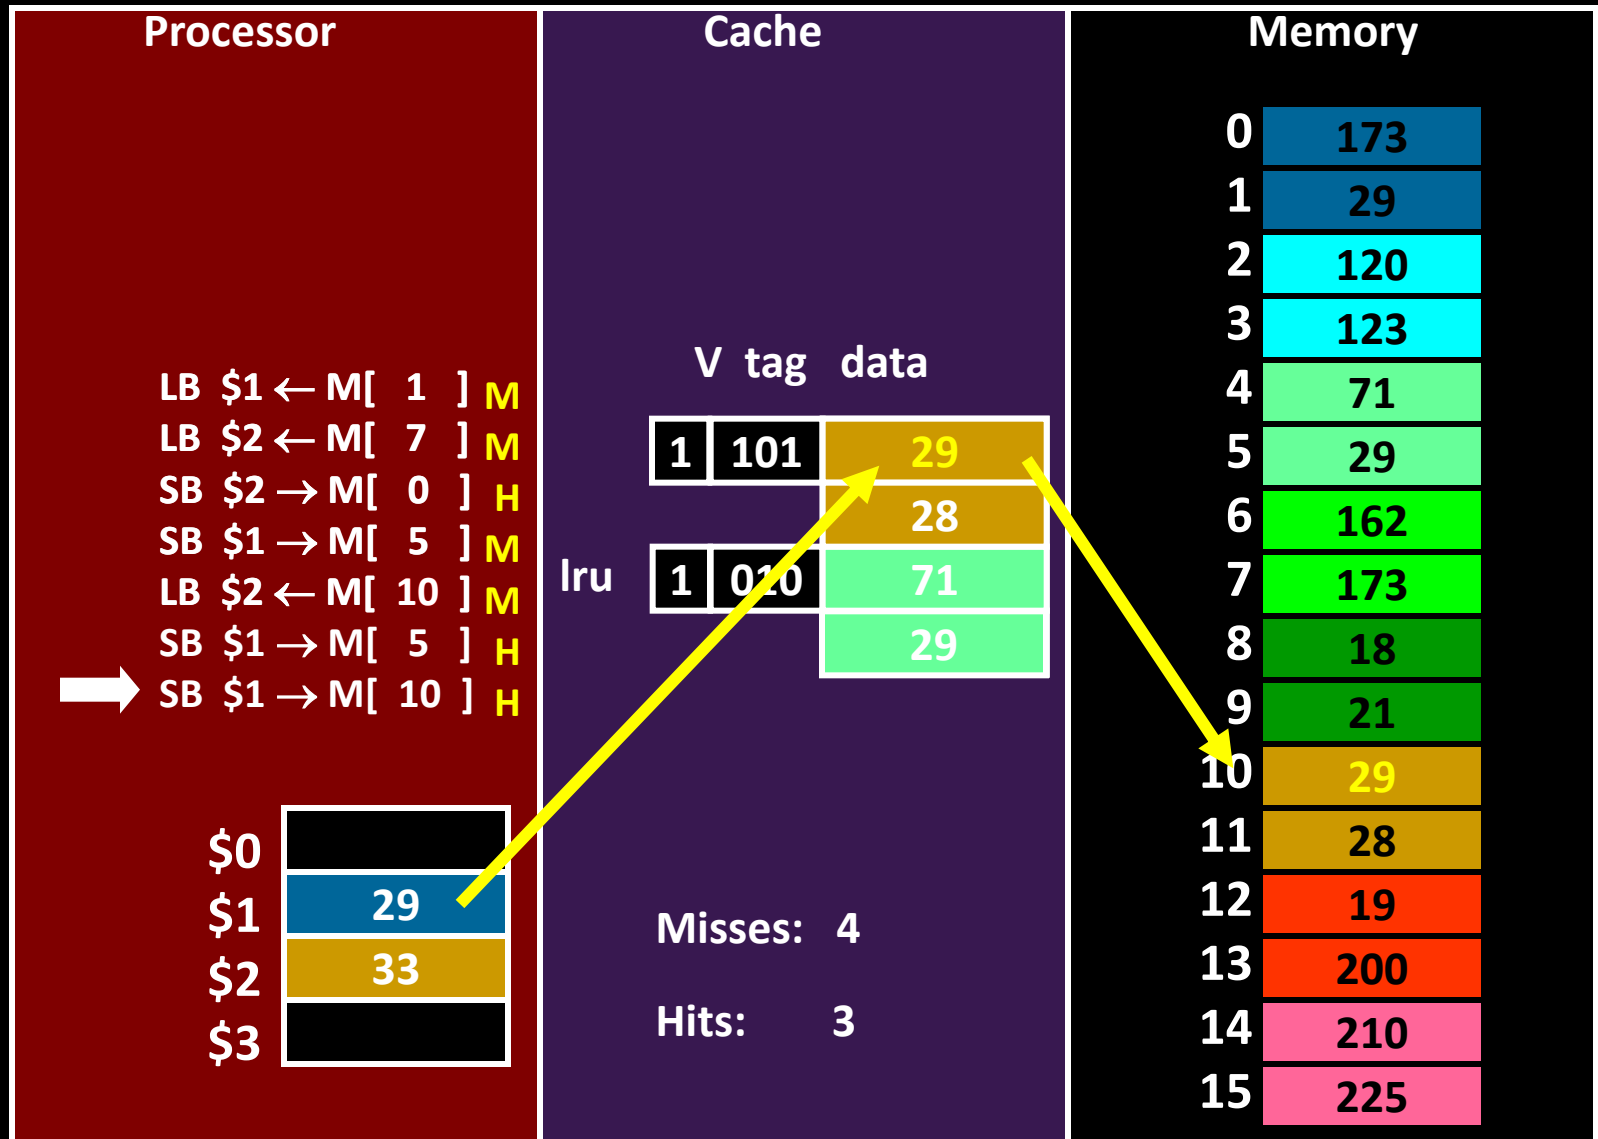 Processor
LB $1 ← M[ 1 ] M
LB $2 ← M[ 7 ] M
SB $2 → M[ 0 ] H
SB $1 → M[ 5 ] M
LB $2 ← M[ 10 ] M
SB $1 → M[ 5 ] H
SB $1 → M[ 10 ] H
$0
$1 29
$2 33
$3
Cache
V tag data
1 101 29
28
lru 1 010 71
29
Misses: 4
Hits: 3
Memory
0 173
1 29
2 120
3 123
4 71
5 29
6 162
7 173
8 18
9 21
10 29
11 28
12 19
13 200
14 210
15 225